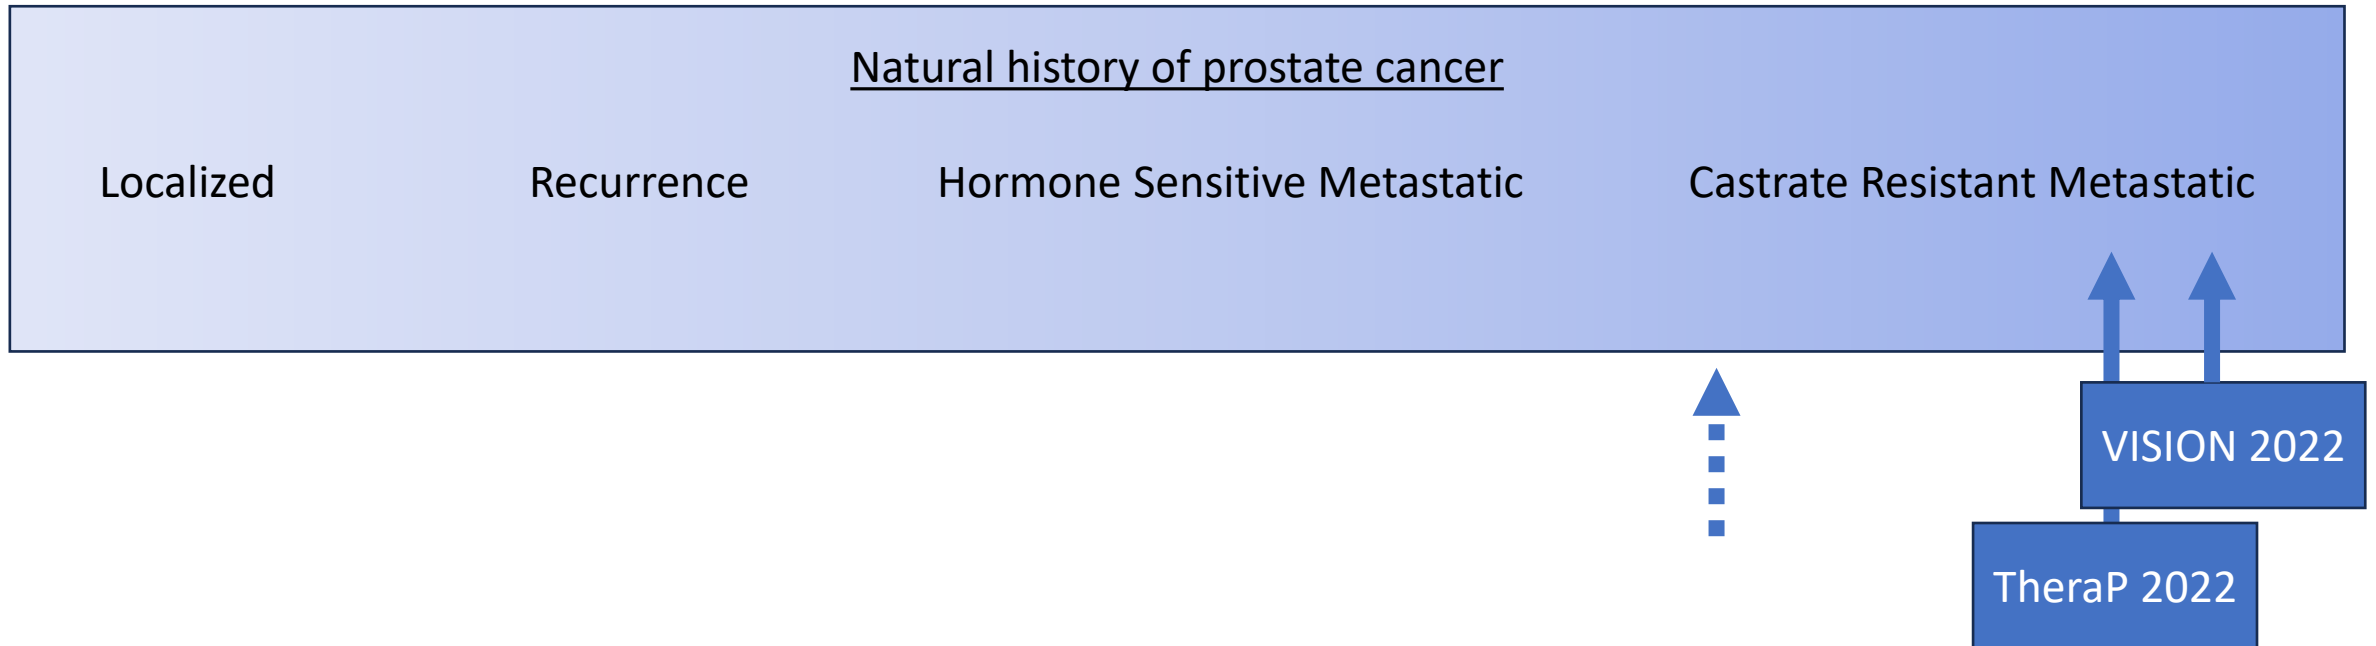 Natural history of prostate cancer
Localized
Recurrence
Hormone Sensitive Metastatic
Castrate Resistant Metastatic
VISION 2022
TheraP 2022